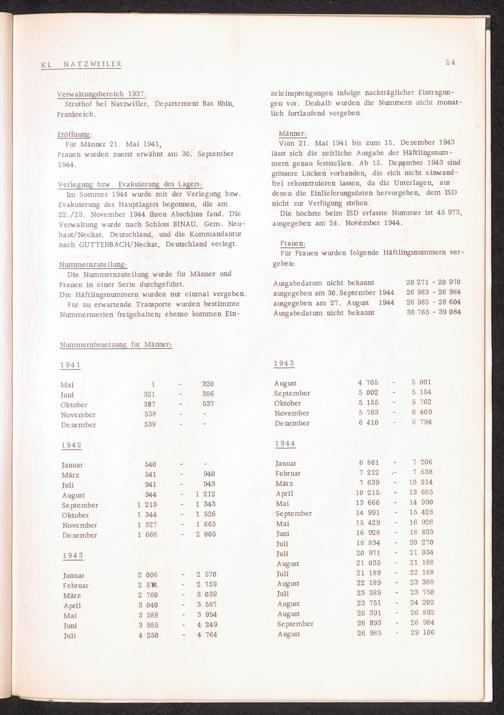 KL NATZWEILER
24
Verwaltungsbereich 1937:
Struthof bei Natzwiller, Departement Bas Rhin,
Frankreich.
Eröffnung:
Für Männer 21. Mai 1941,
Frauen wurden zuerst erwähnt am 30. September
1944.
Verlegung bzw. Evakuierung des Lagers:
Im Sommer 1944 wurde mit der Verlegung bzw.
Evakuierung des Hauptlagers begonnen, die am
22./23. November 1944 ihren Abschluss fand. Die
Verwaltung wurde nach Schloss BINAU, Gem. Neu-
baut/Neckar, Deutschland, und die Kommandantur
nach GUTTENBACH/Neckar, Deutschland, verlegt.
Nummernzuteilung:
Die Nummernzuteilung wurde für Männer und
Frauen in einer Serie durchgeführt.
Die Häftlingsnummern wurden nur einmal vergeben.
Für zu erwartende Transporte wurden bestimmte
Nummernserien freigehalten; ebenso kommen Ein-
zeleinsprengungen infolge nachträglicher Eintragun-
gen vor. Deshalb wurden die Nummern nicht monat-
lich fortlaufend vergeben.
Männer:
Vom 21. Mai 1941 bis zum 15. Dezember 1943
lässt sich die zeitliche Ausgabe der Häftlingsnum-
mern genau feststellen. Ab 15. Dezember 1943 sind
grössere Lücken vorhanden, die sich nicht einwand-
frei rekonstruieren lassen, da die Unterlagen, aus
denen die Einlieferungsdaten hervorgehen, dem ISD
nicht zur Verfügung stehen.
Die höchste beim ISD erfasste Nummer ist 45 973,
ausgegeben am 24. November 1944.
Frauen:
Für Frauen wurden folgende Häftlingsnummern ver-
geben:
Ausgabedatum nicht bekannt 20 271 - 20 970
ausgegeben am 30. September 1944 26 983 - 26 984
ausgegeben am 27. August 1944 26 985 - 28 604
Ausgabedatum nicht bekannt 38 765 - 39 084
Nummernbesetzung für Männer:
1941
Mai 1 - 320
Juni 321 - 386
Oktober 387 - 537
November 538 - -
Dezember 539 - -
1942
Januar 540 - -
März 541 - 940
Juli 941 - 943
August 944 - 1 212
September 1 213 - 1 343
Oktober 1 344 - 1 526
November 1 527 - 1 665
Dezember 1 666 - 2 005
1943
Januar 2 006 - 2 570
Februar 2 571 - 2 759
März 2 760 - 3 039
April 3 040 - 3 587
Mai 3 588 - 3 954
Juni 3 955 - 4 249
Juli 4 250 - 4 764
1943
August 4 765 - 5 001
September 5 002 - 5 154
Oktober 5 155 - 5 762
November 5 763 - 6 409
Dezember 6 410 - 6 794
1944
Januar 6 801 - 7 206
Februar 7 212 - 7 638
März 7 639 - 10 214
April 10 215 - 13 665
Mai 13 666 - 14 990
September 14 991 - 15 428
Mai 15 429 - 16 926
Juni 16 928 - 18 833
Juli 18 834 - 20 270
Juli 20 971 - 21 034
August 21 035 - 21 188
Juli 21 189 - 22 188
August 22 189 - 23 388
Juli 23 389 - 23 750
August 23 751 - 24 202
August 26 391 - 26 892
September 26 893 - 26 984
August 26 985 - 29 106